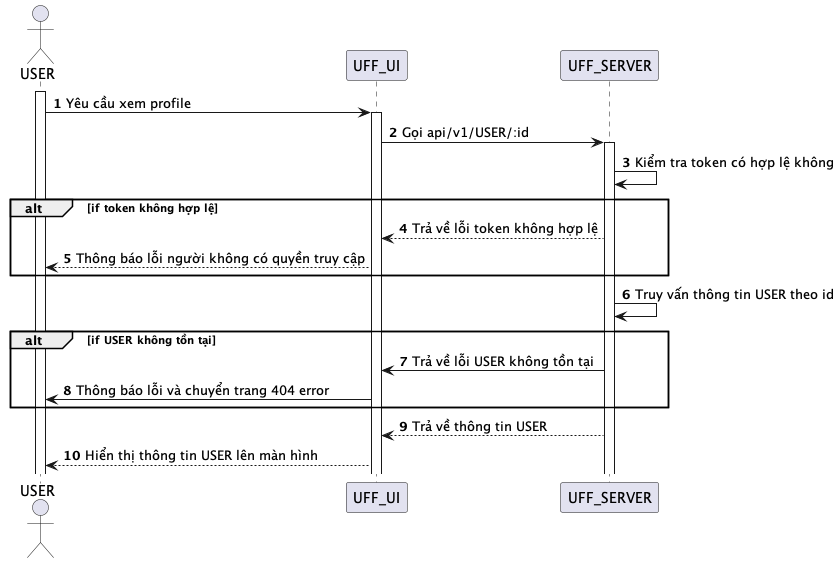 USER
UFF_UI
UFF_SERVER
1 Yêu cầu xem profile
2 Gọi api/v1/USER/:id
3 Kiểm tra token có hợp lệ không
alt [if token không hợp lệ]
4 Trả về lỗi token không hợp lệ
5 Thông báo lỗi người không có quyền truy cập
6 Truy vấn thông tin USER theo id
alt [if USER không tồn tại]
7 Trả về lỗi USER không tồn tại
8 Thông báo lỗi và chuyển trang 404 error
9 Trả về thông tin USER
10 Hiển thị thông tin USER lên màn hình
USER
UFF_UI
UFF_SERVER